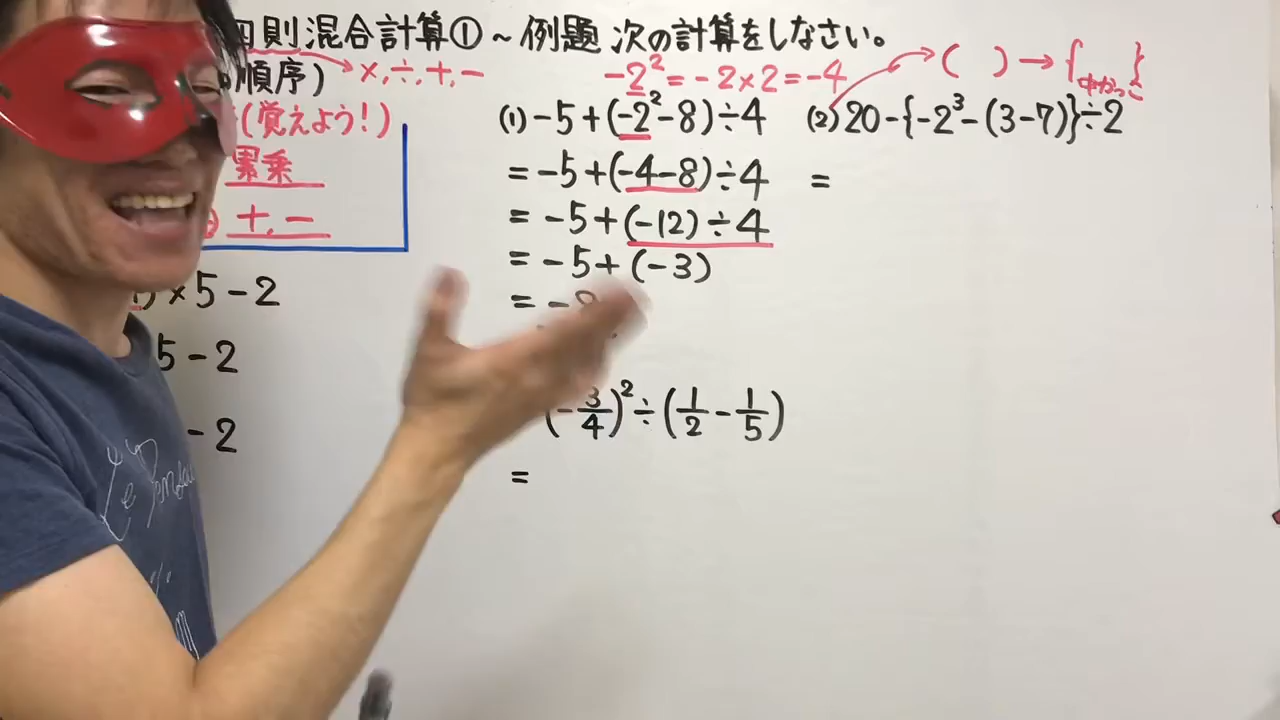 則混合計算① ~ 例題 次の計算をしなさい。
順序) → ×,÷,+,-
-2² = -2×2 = -4
( ) → { }
中かっこ
(覚えよう!)
累乗
+,-
×5-2
5-2
-2
(1) -5+(-2²-8)÷4
= -5+(-4-8)÷4
= -5+(-12)÷4
= -5+(-3)
= -8
(2) 20-{-2³-(3-7)}÷2
=
(-3/4)²÷(1/2-1/5)
=